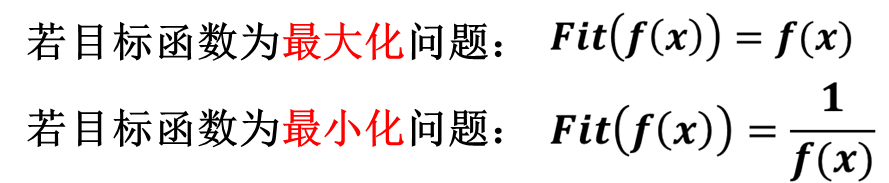 若目标函数为最大化问题： Fit(f(x)) = f(x)
若目标函数为最小化问题： Fit(f(x)) = 1/f(x)